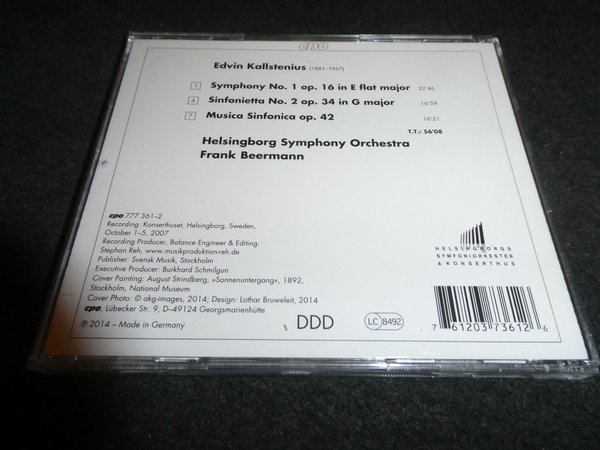 cpo
Edvin Kallstenius (1881–1967)
1 Symphony No. 1 op. 16 in E flat major 22'46
4 Sinfonietta No. 2 op. 34 in G major 16'59
7 Musica Sinfonica op. 42 16'21
T.T.: 56'08
Helsingborg Symphony Orchestra
Frank Beermann
cpo 777 361–2
Recording: Konserthuset, Helsingborg, Sweden,
October 1–5, 2007
Recording Producer, Balance Engineer & Editing:
Stephan Reh, www.musikproduktion-reh.de
Publisher: Svensk Musik, Stockholm
Executive Producer: Burkhard Schmilgun
Cover Painting: August Strindberg, »Sonnenuntergang«, 1892,
Stockholm, National Museum
Cover Photo: © akg-images, 2014; Design: Lothar Bruweleit, 2014
cpo, Lübecker Str. 9, D–49124 Georgsmarienhütte
℗ 2014 – Made in Germany
DDD
LC 8492
HELSINGBORGS
SYMFONIORKESTER
& KONSERTHUS
7 61203 73612 6